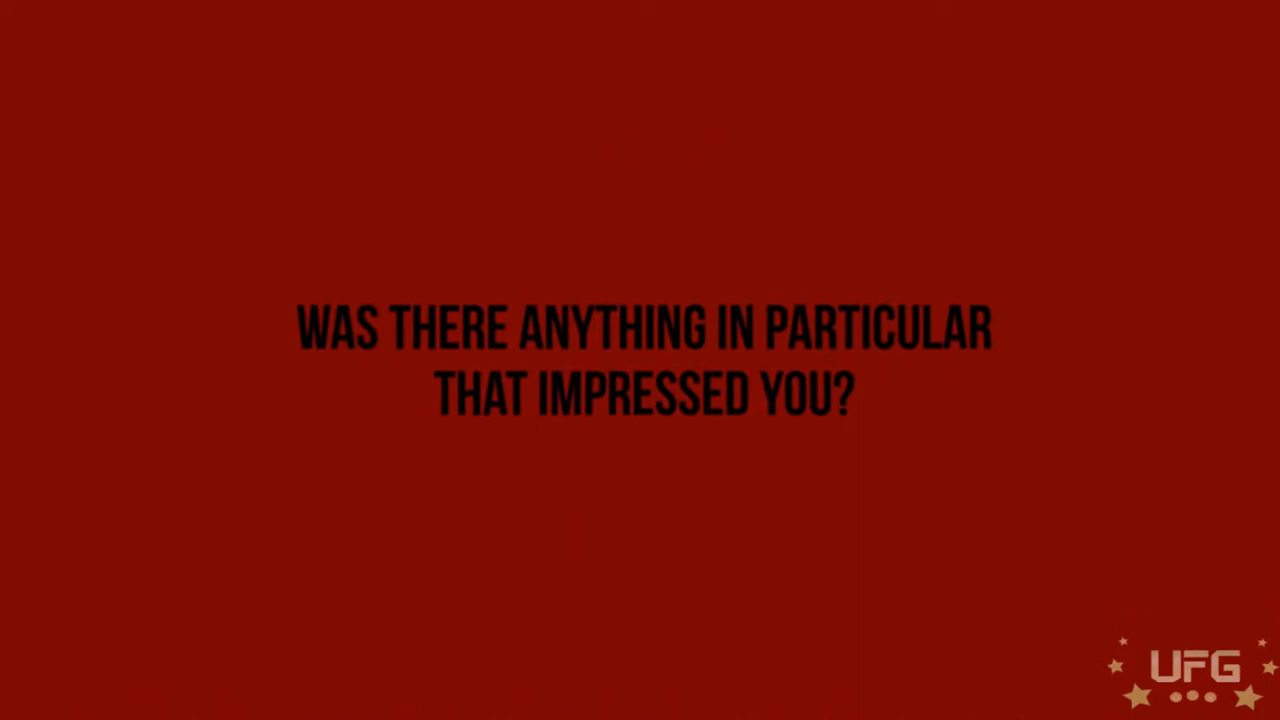 WAS THERE ANYTHING IN PARTICULAR
THAT IMPRESSED YOU?
UFG